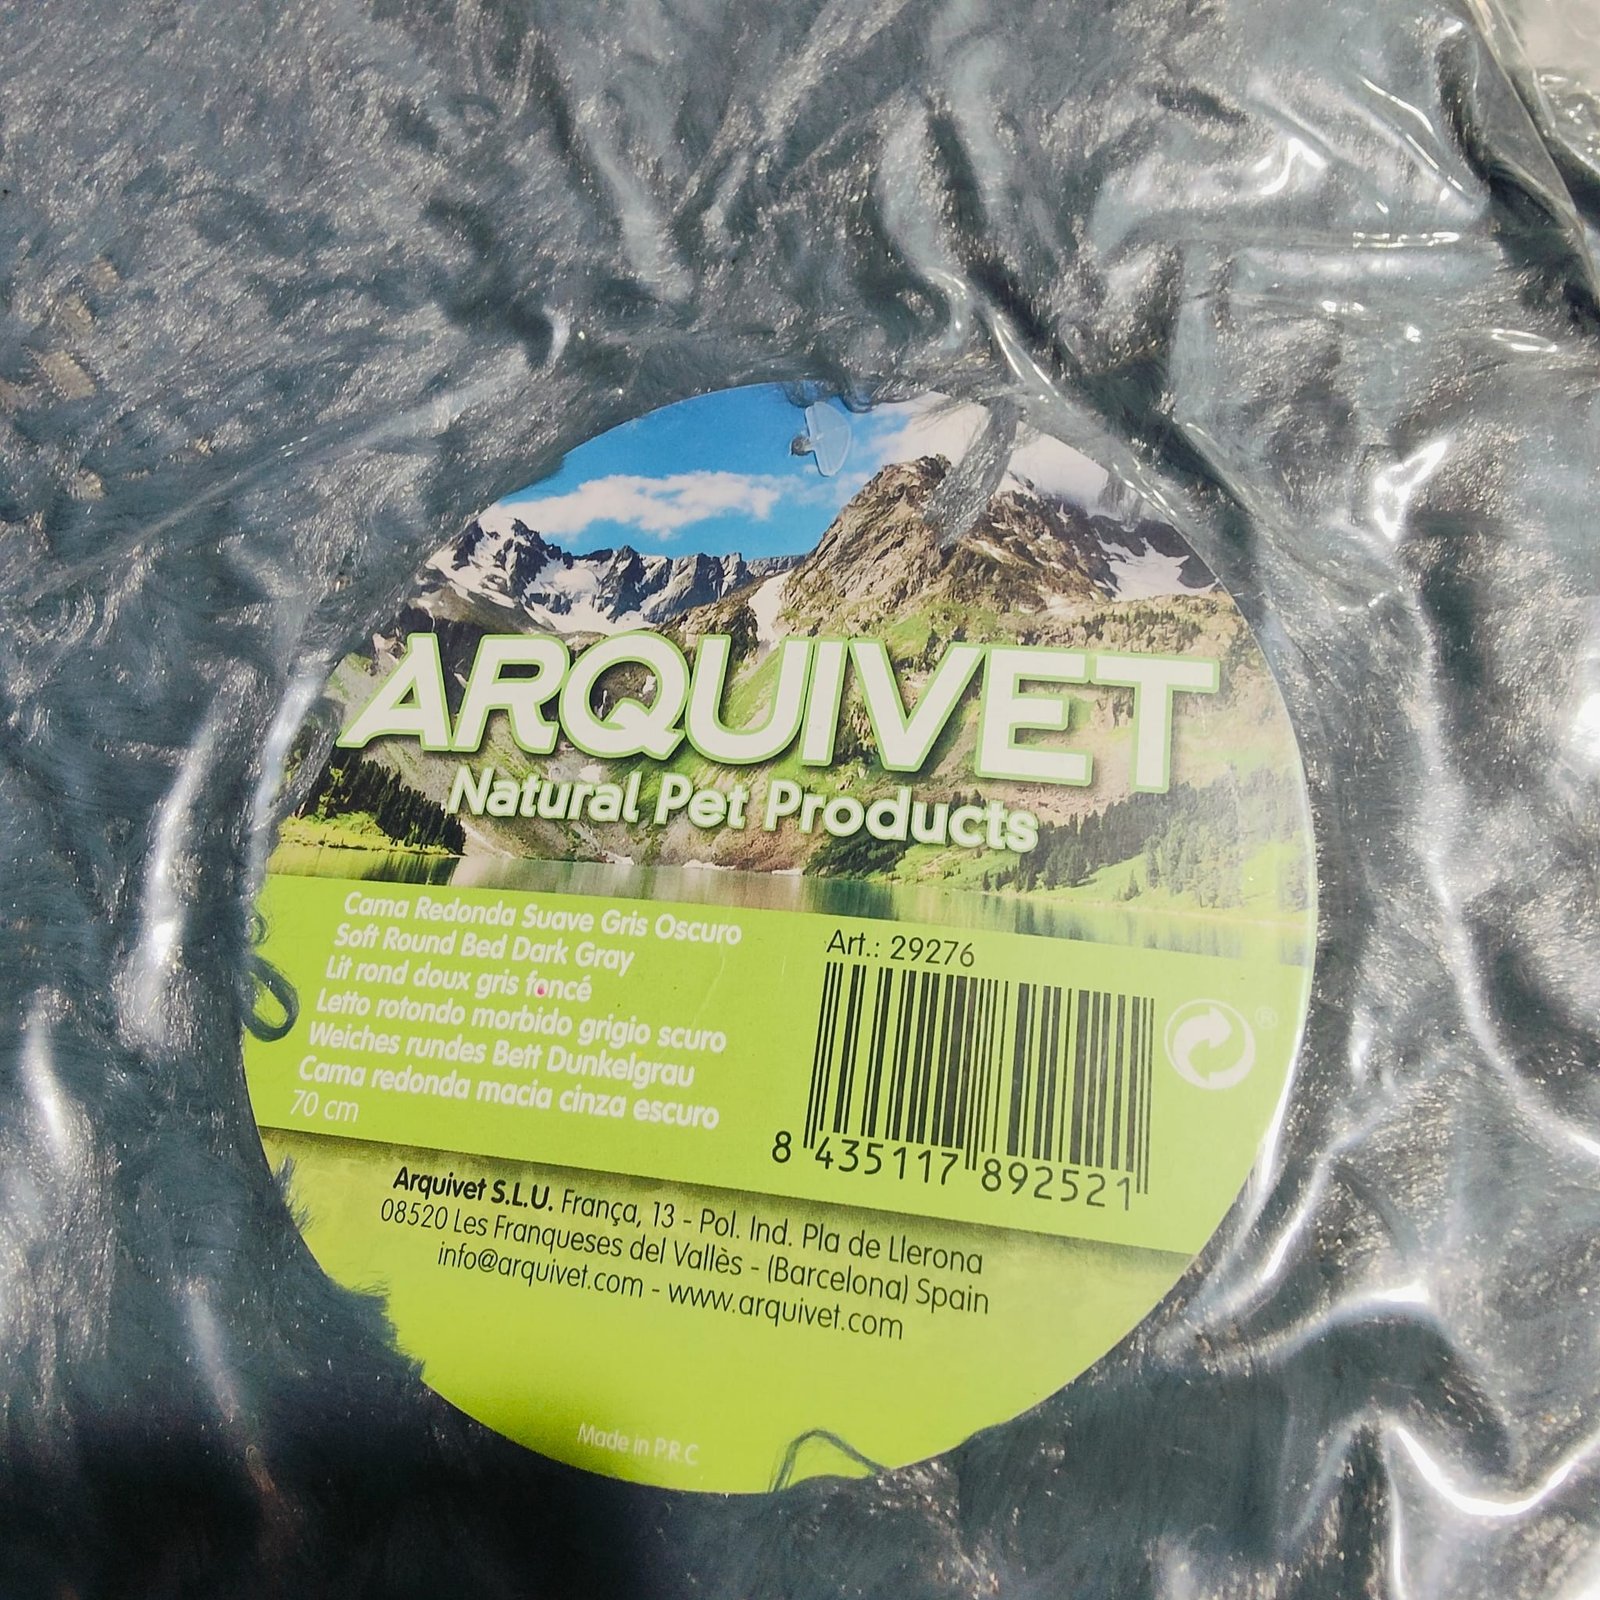 ARQUIVET
Natural Pet Products
Cama Redonda Suave Gris Oscuro
Soft Round Bed Dark Gray
Lit rond doux gris foncé
Letto rotondo morbido grigio scuro
Weiches rundes Bett Dunkelgrau
Cama redonda macia cinza escuro
70 cm
Art.: 29276
8 435117 892521
®
Arquivet S.L.U. França, 13 - Pol. Ind. Pla de Llerona
08520 Les Franqueses del Vallès - (Barcelona) Spain
info@arquivet.com - www.arquivet.com
Made in P.R.C